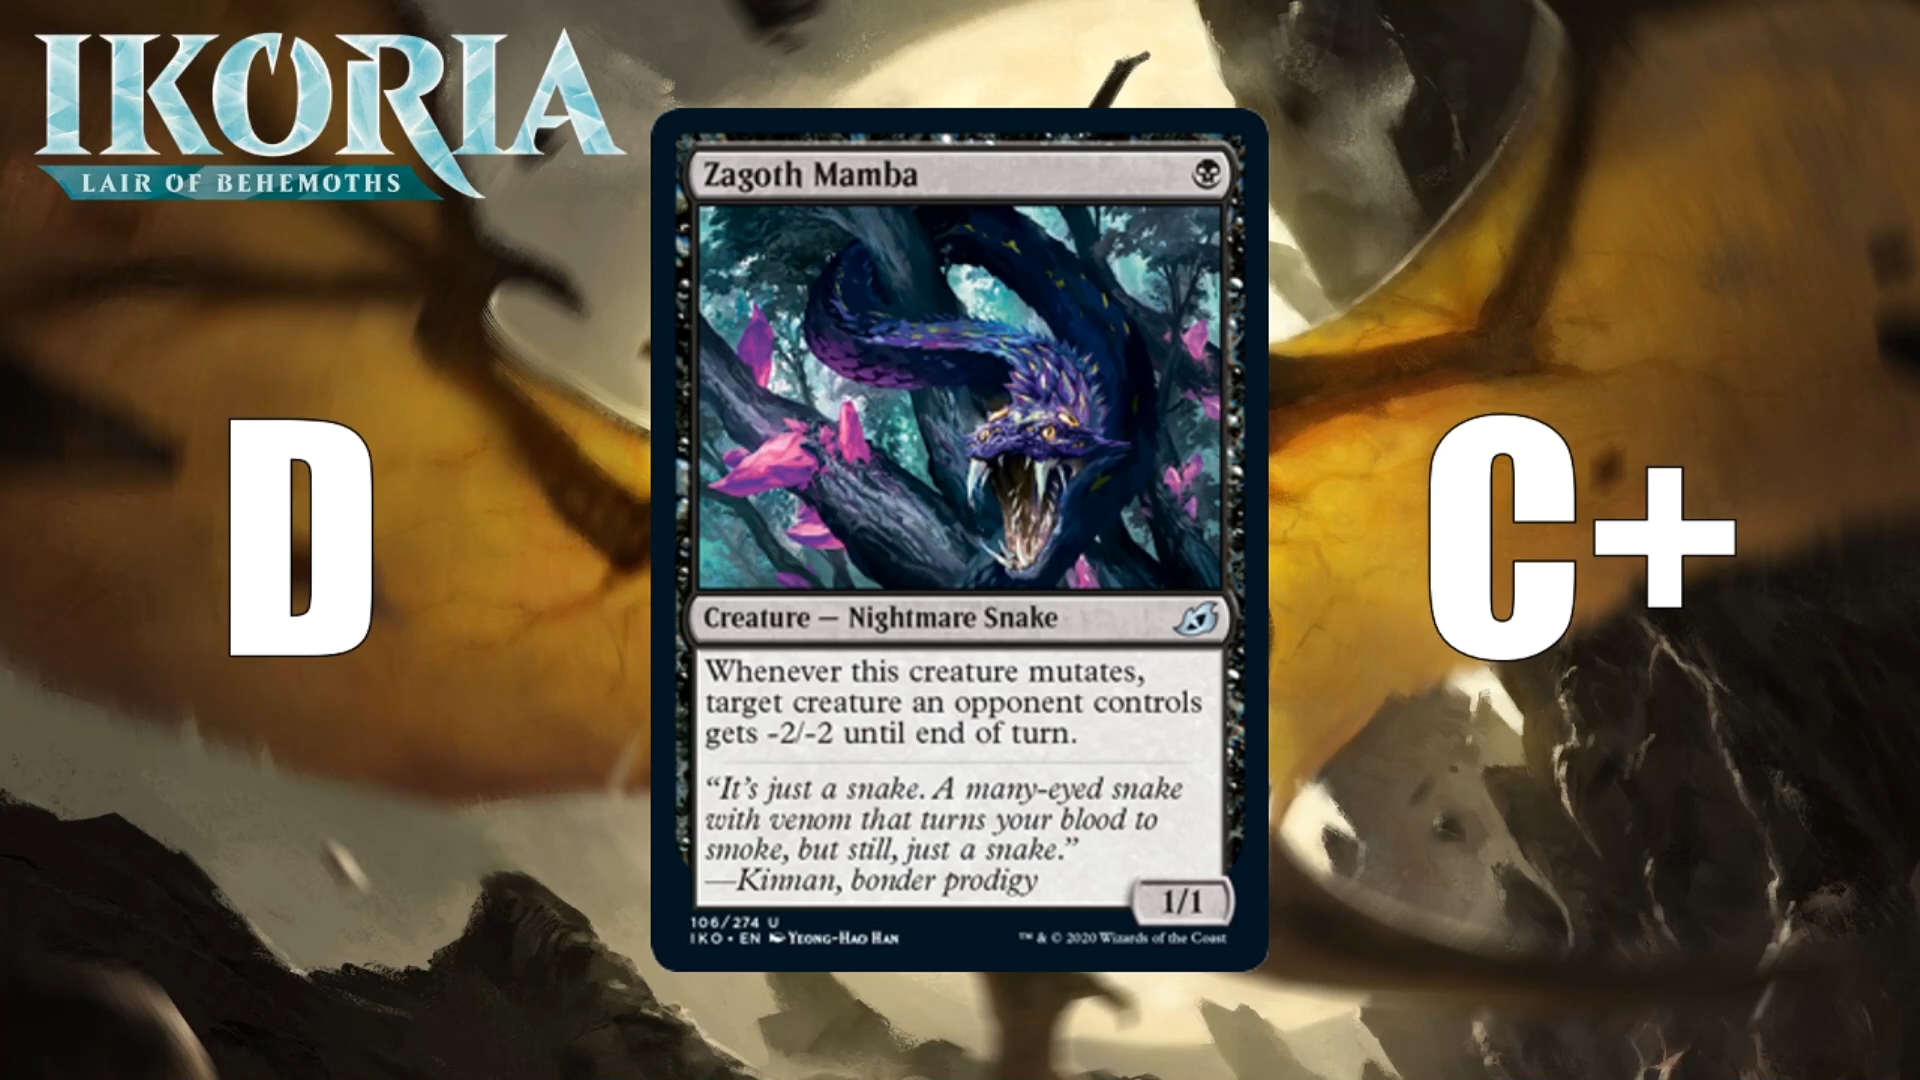 IKORIA
LAIR OF BEHEMOTHS
Zagoth Mamba
D
C+
Creature — Nightmare Snake
Whenever this creature mutates,
target creature an opponent controls
gets -2/-2 until end of turn.
“It’s just a snake. A many-eyed snake
with venom that turns your blood to
smoke, but still, just a snake.”
—Kinnan, bonder prodigy
1/1
106/274 U
IKO • EN Yeong-Hao Han
™ & © 2020 Wizards of the Coast